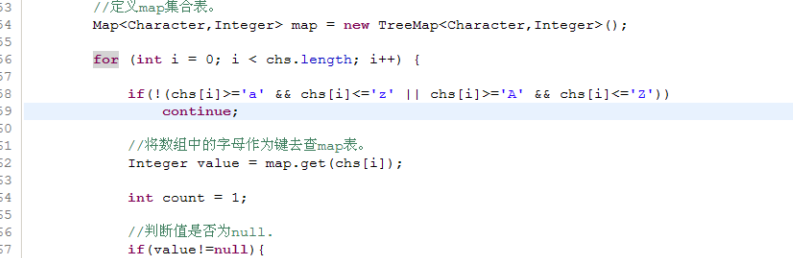 53 //定义map集合表。
54 Map<Character,Integer> map = new TreeMap<Character,Integer>();
55
56 for (int i = 0; i < chs.length; i++) {
57
58 if(!(chs[i]>='a' && chs[i]<='z' || chs[i]>='A' && chs[i]<='Z'))
59 continue;
60
61 //将数组中的字母作为键去查map表。
62 Integer value = map.get(chs[i]);
63
64 int count = 1;
65
66 //判断值是否为null.
67 if(value!=null){